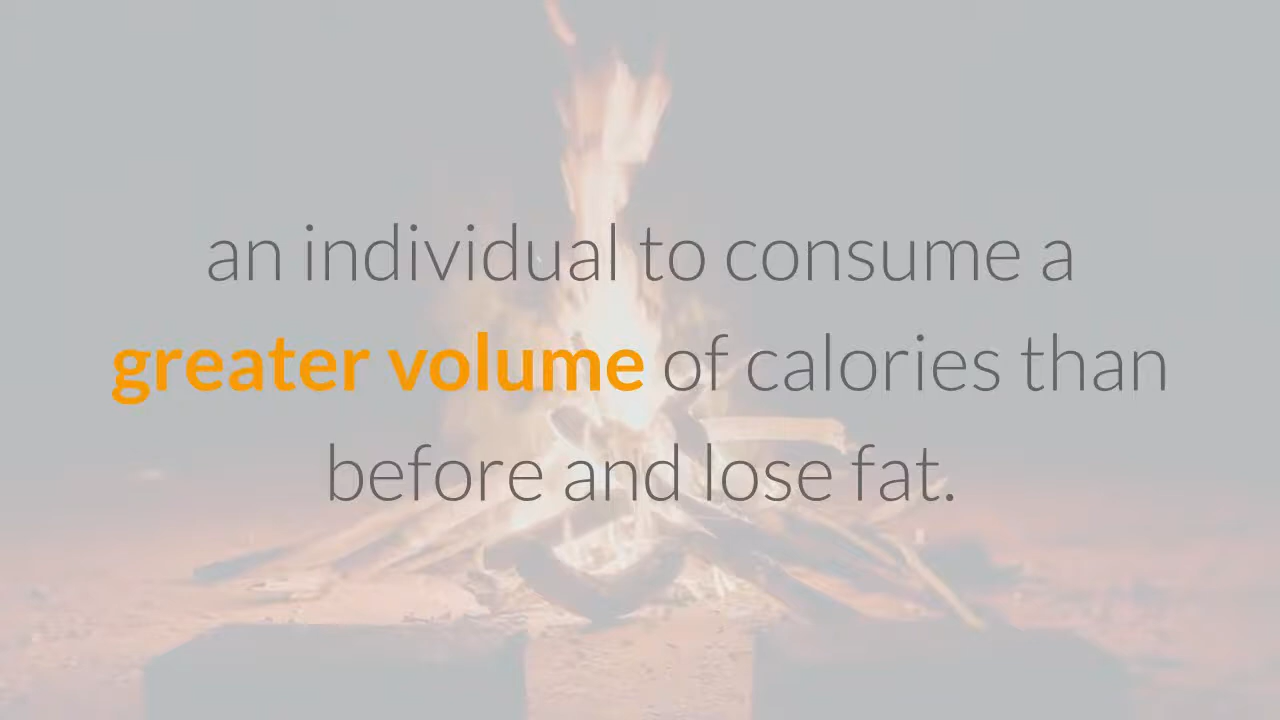 an individual to consume a
greater volume of calories than
before and lose fat.